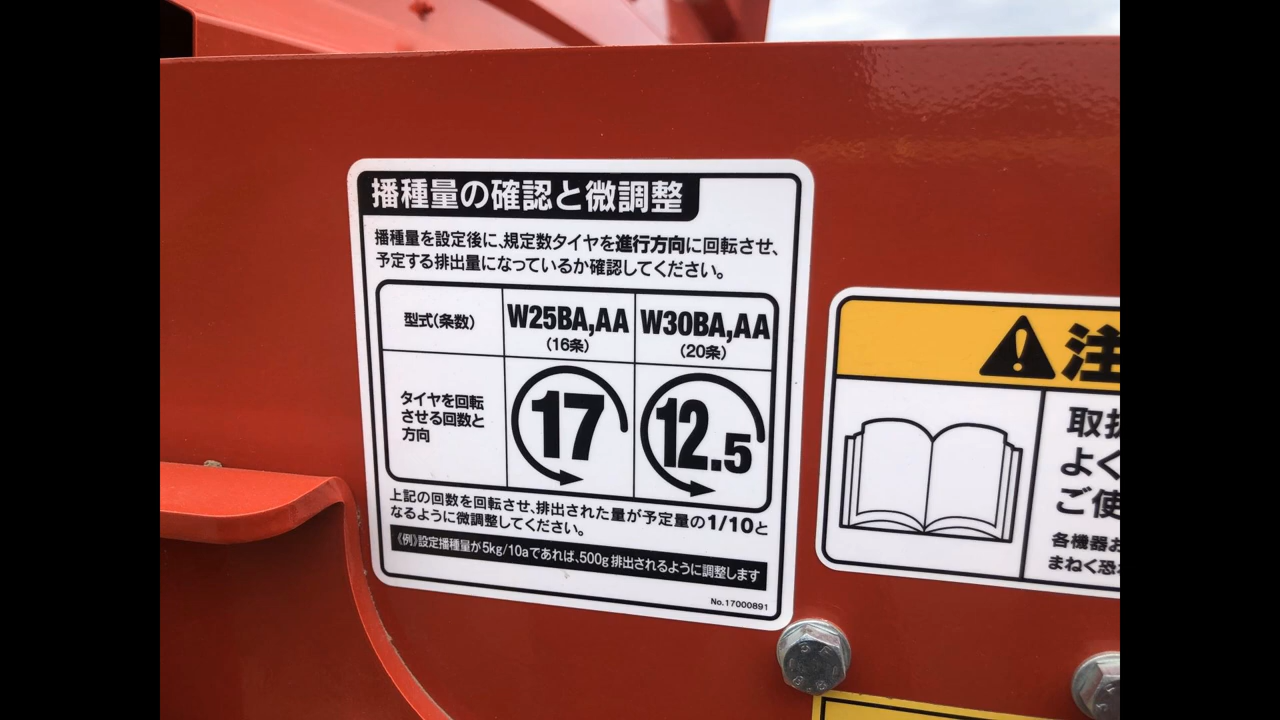 播種量の確認と微調整
播種量を設定後に、規定数タイヤを進行方向に回転させ、
予定する排出量になっているか確認してください。
型式(条数)
W25BA,AA
(16条)
W30BA,AA
(20条)
タイヤを回転
させる回数と
方向
17
12.5
上記の回数を回転させ、排出された量が予定量の1/10と
なるように微調整してください。
《例》設定播種量が5kg/10aであれば、500g排出されるように調整します
No.17000891
注
取扱
よく
ご使
各機器お
まねく恐